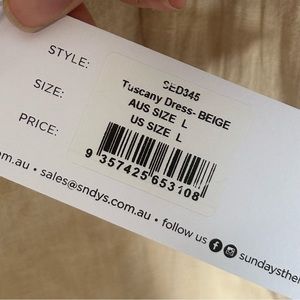 STYLE:
SIZE:
PRICE:
SED345
Tuscany Dress- BEIGE
AUS SIZE L
US SIZE L
9 357425 653108
m.au • sales@sndys.com.au • follow us
sundaysthe